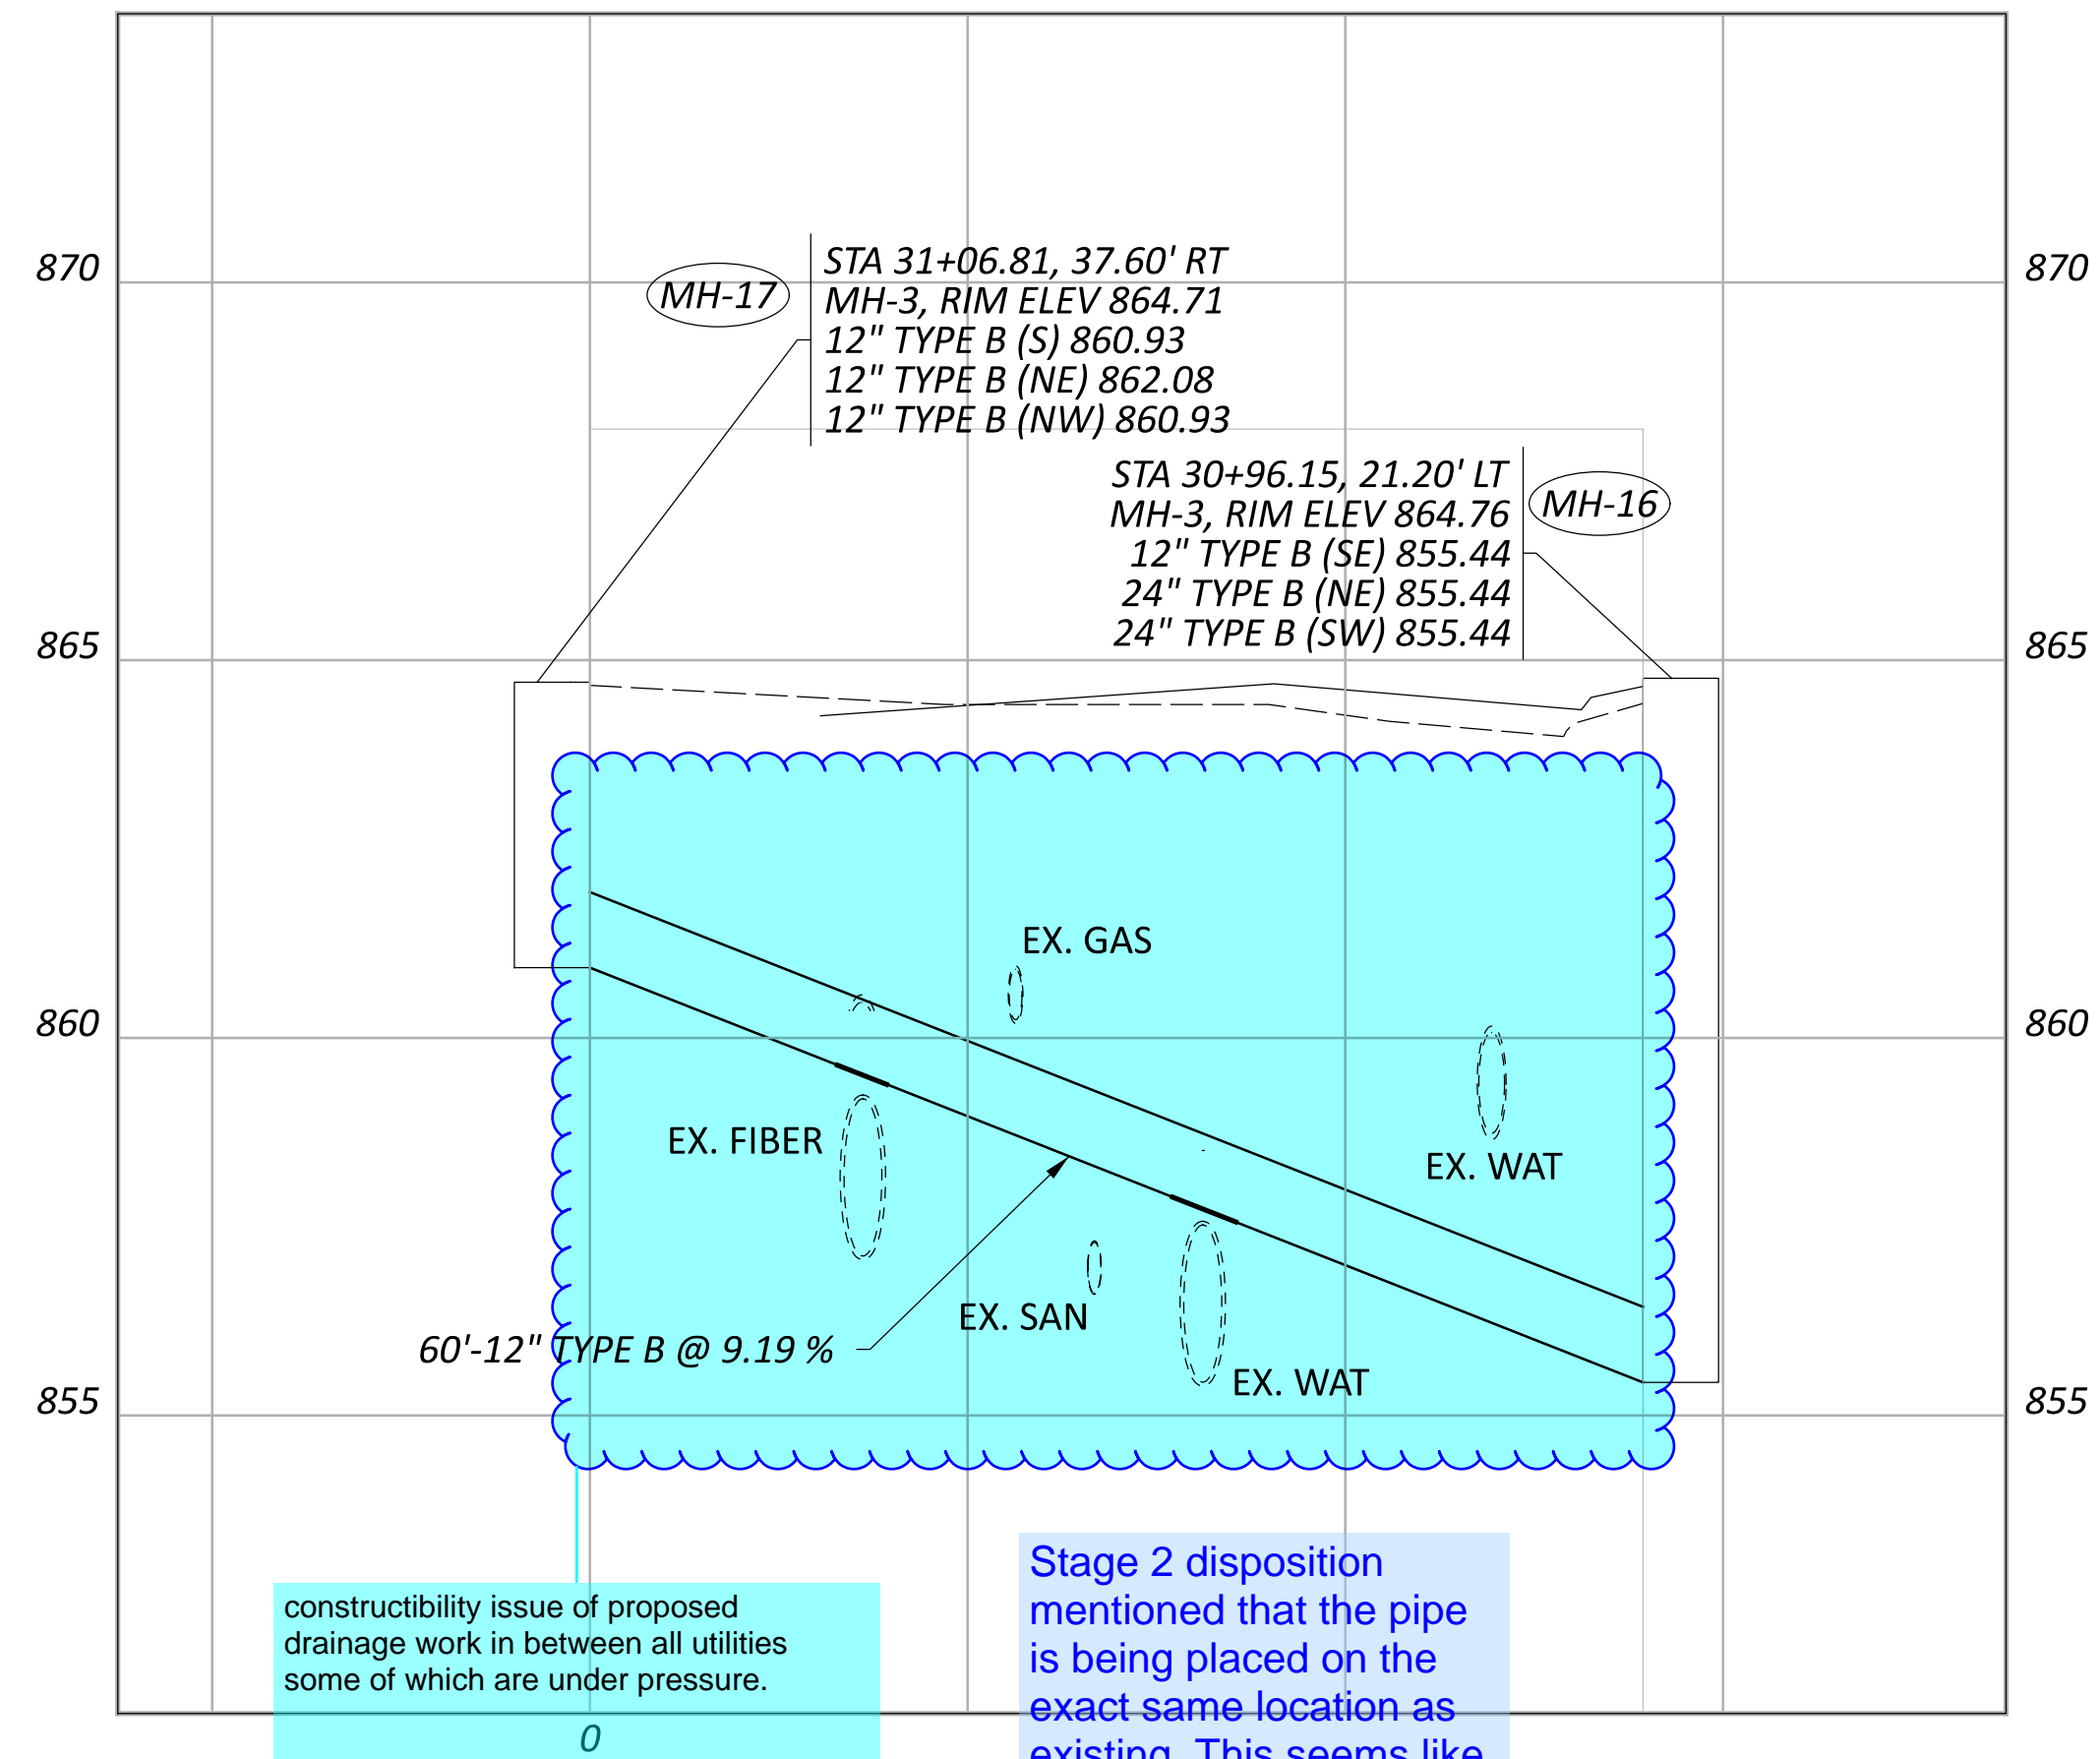 870
870
MH-17
STA 31+06.81, 37.60' RT
MH-3, RIM ELEV 864.71
12" TYPE B (S) 860.93
12" TYPE B (NE) 862.08
12" TYPE B (NW) 860.93
STA 30+96.15, 21.20' LT
MH-3, RIM ELEV 864.76
12" TYPE B (SE) 855.44
24" TYPE B (NE) 855.44
24" TYPE B (SW) 855.44
MH-16
865
865
EX. GAS
860
860
EX. FIBER
EX. WAT
EX. SAN
60'-12" TYPE B @ 9.19 %
EX. WAT
855
855
constructibility issue of proposed
drainage work in between all utilities
some of which are under pressure.
Stage 2 disposition
mentioned that the pipe
is being placed on the
exact same location as
existing. This seems like
0